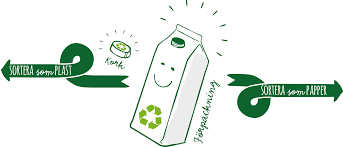 SORTERA som PLAST
Kork
Förpackning
SORTERA som PAPPER